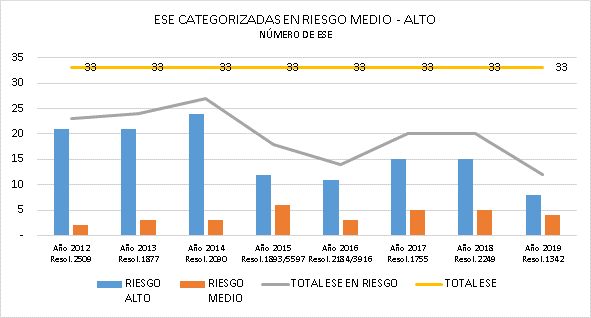 ESE CATEGORIZADAS EN RIESGO MEDIO - ALTO
NÚMERO DE ESE
35
30
25
20
15
10
5
-
33 33 33 33 33 33 33 33
Año 2012 Año 2013 Año 2014 Año 2015 Año 2016 Año 2017 Año 2018 Año 2019
Resol.2509 Resol.1877 Resol.2090 Resol.1893/5597 Resol.2184/3916 Resol.1755 Resol.2249 Resol.1342
RIESGO ALTO RIESGO MEDIO TOTAL ESE EN RIESGO TOTAL ESE